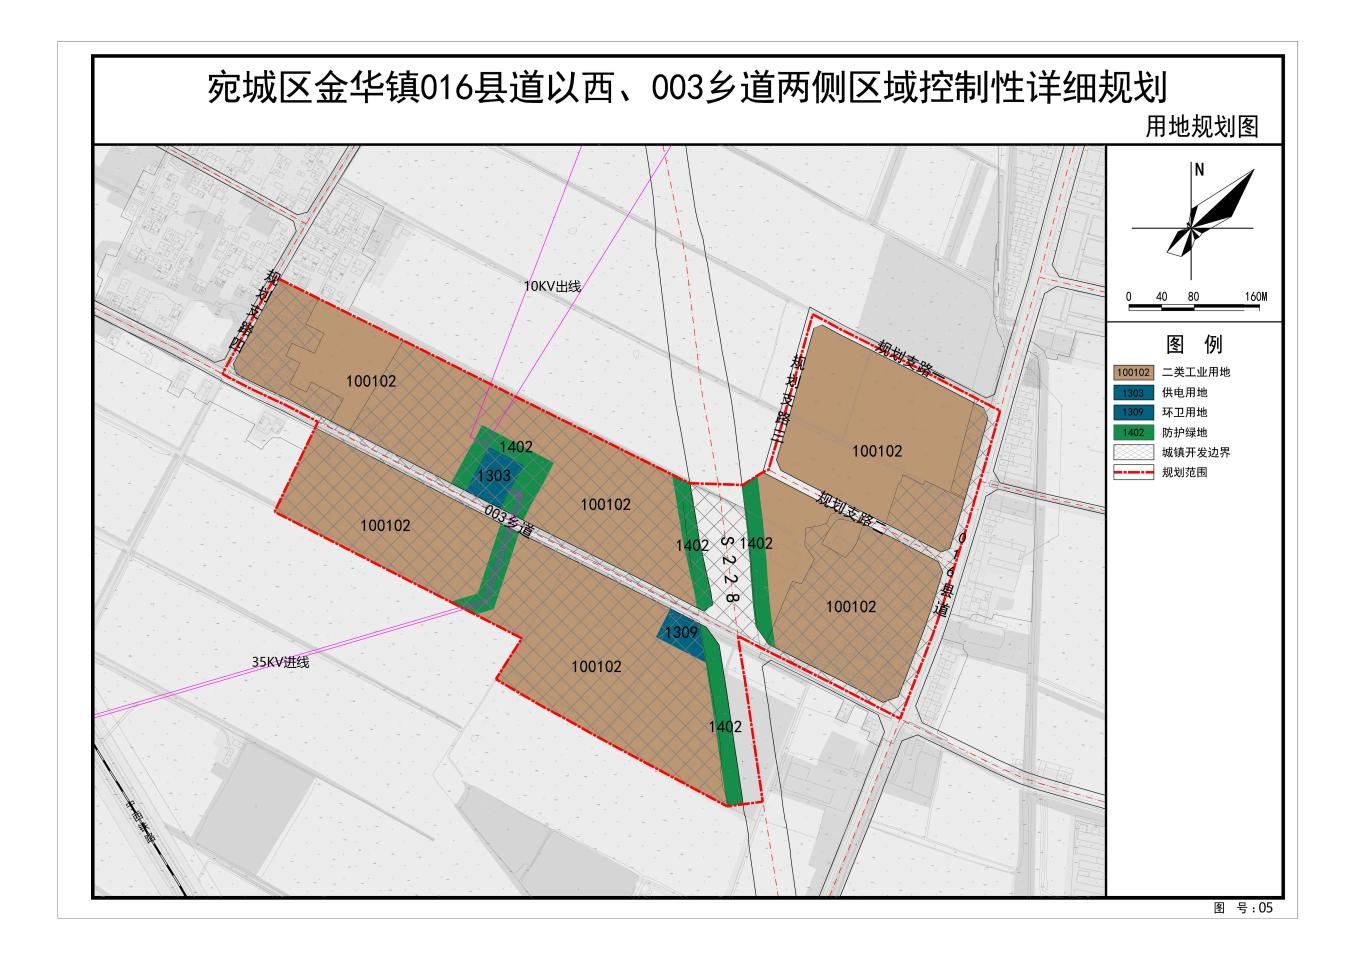 宛城区金华镇016县道以西、003乡道两侧区域控制性详细规划
用地规划图
N
0 40 80 160M
图 例
100102 二类工业用地
1303 供电用地
1309 环卫用地
1402 防护绿地
城镇开发边界
规划范围
10KV出线
规划支路四
规划支路一
规划支路三
100102
100102
1402
1303
100102
规划支路二
003乡道
100102
1402
S228
1402
016县道
100102
1309
35KV进线
100102
1402
宁西铁路
图 号:05